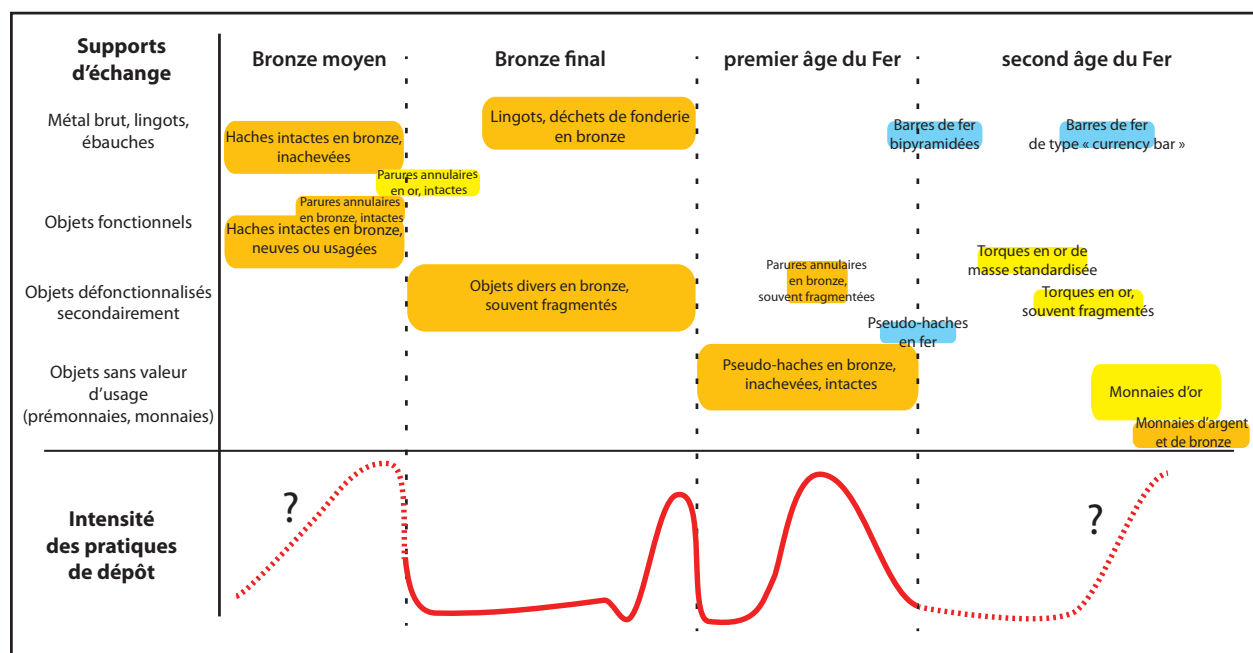 Supports
d'échange
Bronze moyen
Bronze final
premier âge du Fer
second âge du Fer
Métal brut, lingots,
ébauches
Haches intactes en bronze,
inachevées
Lingots, déchets de fonderie
en bronze
Barres de fer
bipyramidées
Barres de fer
de type « currency bar »
Parures annulaires
en or, intactes
Objets fonctionnels
Parures annulaires
en bronze, intactes
Haches intactes en bronze,
neuves ou usagées
Objets défonctionnalisés
secondairement
Objets divers en bronze,
souvent fragmentés
Parures annulaires
en bronze,
souvent fragmentées
Torques en or de
masse standardisée
Torques en or,
souvent fragmentés
Pseudo-haches
en fer
Objets sans valeur
d'usage
(prémonnaies, monnaies)
Pseudo-haches en bronze,
inachevées, intactes
Monnaies d'or
Monnaies d'argent
et de bronze
Intensité
des pratiques
de dépôt
?
?